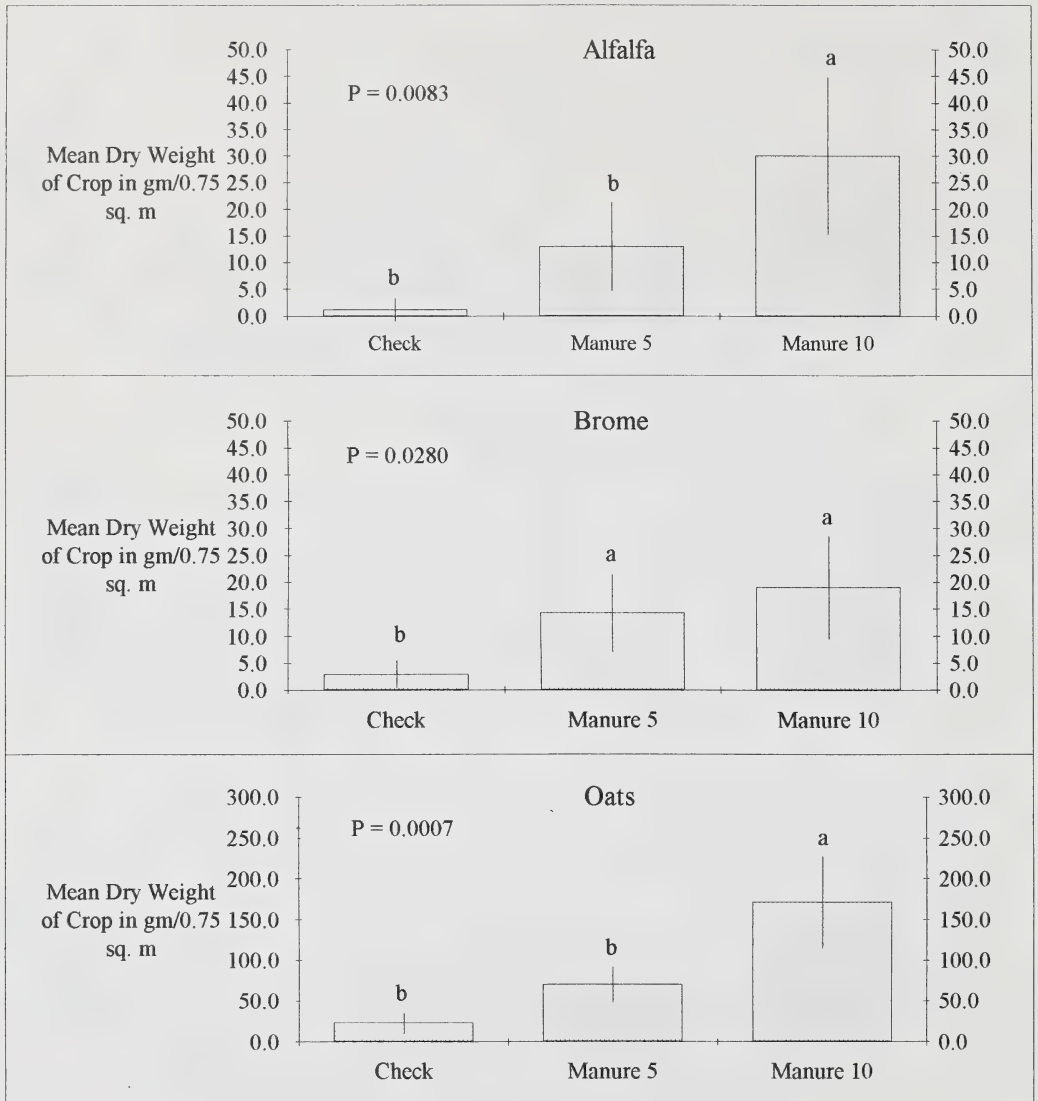 Alfalfa
P = 0.0083
50.0
45.0
40.0
35.0
30.0
25.0
20.0
15.0
10.0
5.0
0.0
Mean Dry Weight
of Crop in gm/0.75
sq. m
b
b
a
50.0
45.0
40.0
35.0
30.0
25.0
20.0
15.0
10.0
5.0
0.0
Check
Manure 5
Manure 10
Brome
P = 0.0280
50.0
45.0
40.0
35.0
30.0
25.0
20.0
15.0
10.0
5.0
0.0
Mean Dry Weight
of Crop in gm/0.75
sq. m
b
a
a
50.0
45.0
40.0
35.0
30.0
25.0
20.0
15.0
10.0
5.0
0.0
Check
Manure 5
Manure 10
Oats
P = 0.0007
300.0
250.0
200.0
150.0
100.0
50.0
0.0
Mean Dry Weight
of Crop in gm/0.75
sq. m
b
b
a
300.0
250.0
200.0
150.0
100.0
50.0
0.0
Check
Manure 5
Manure 10